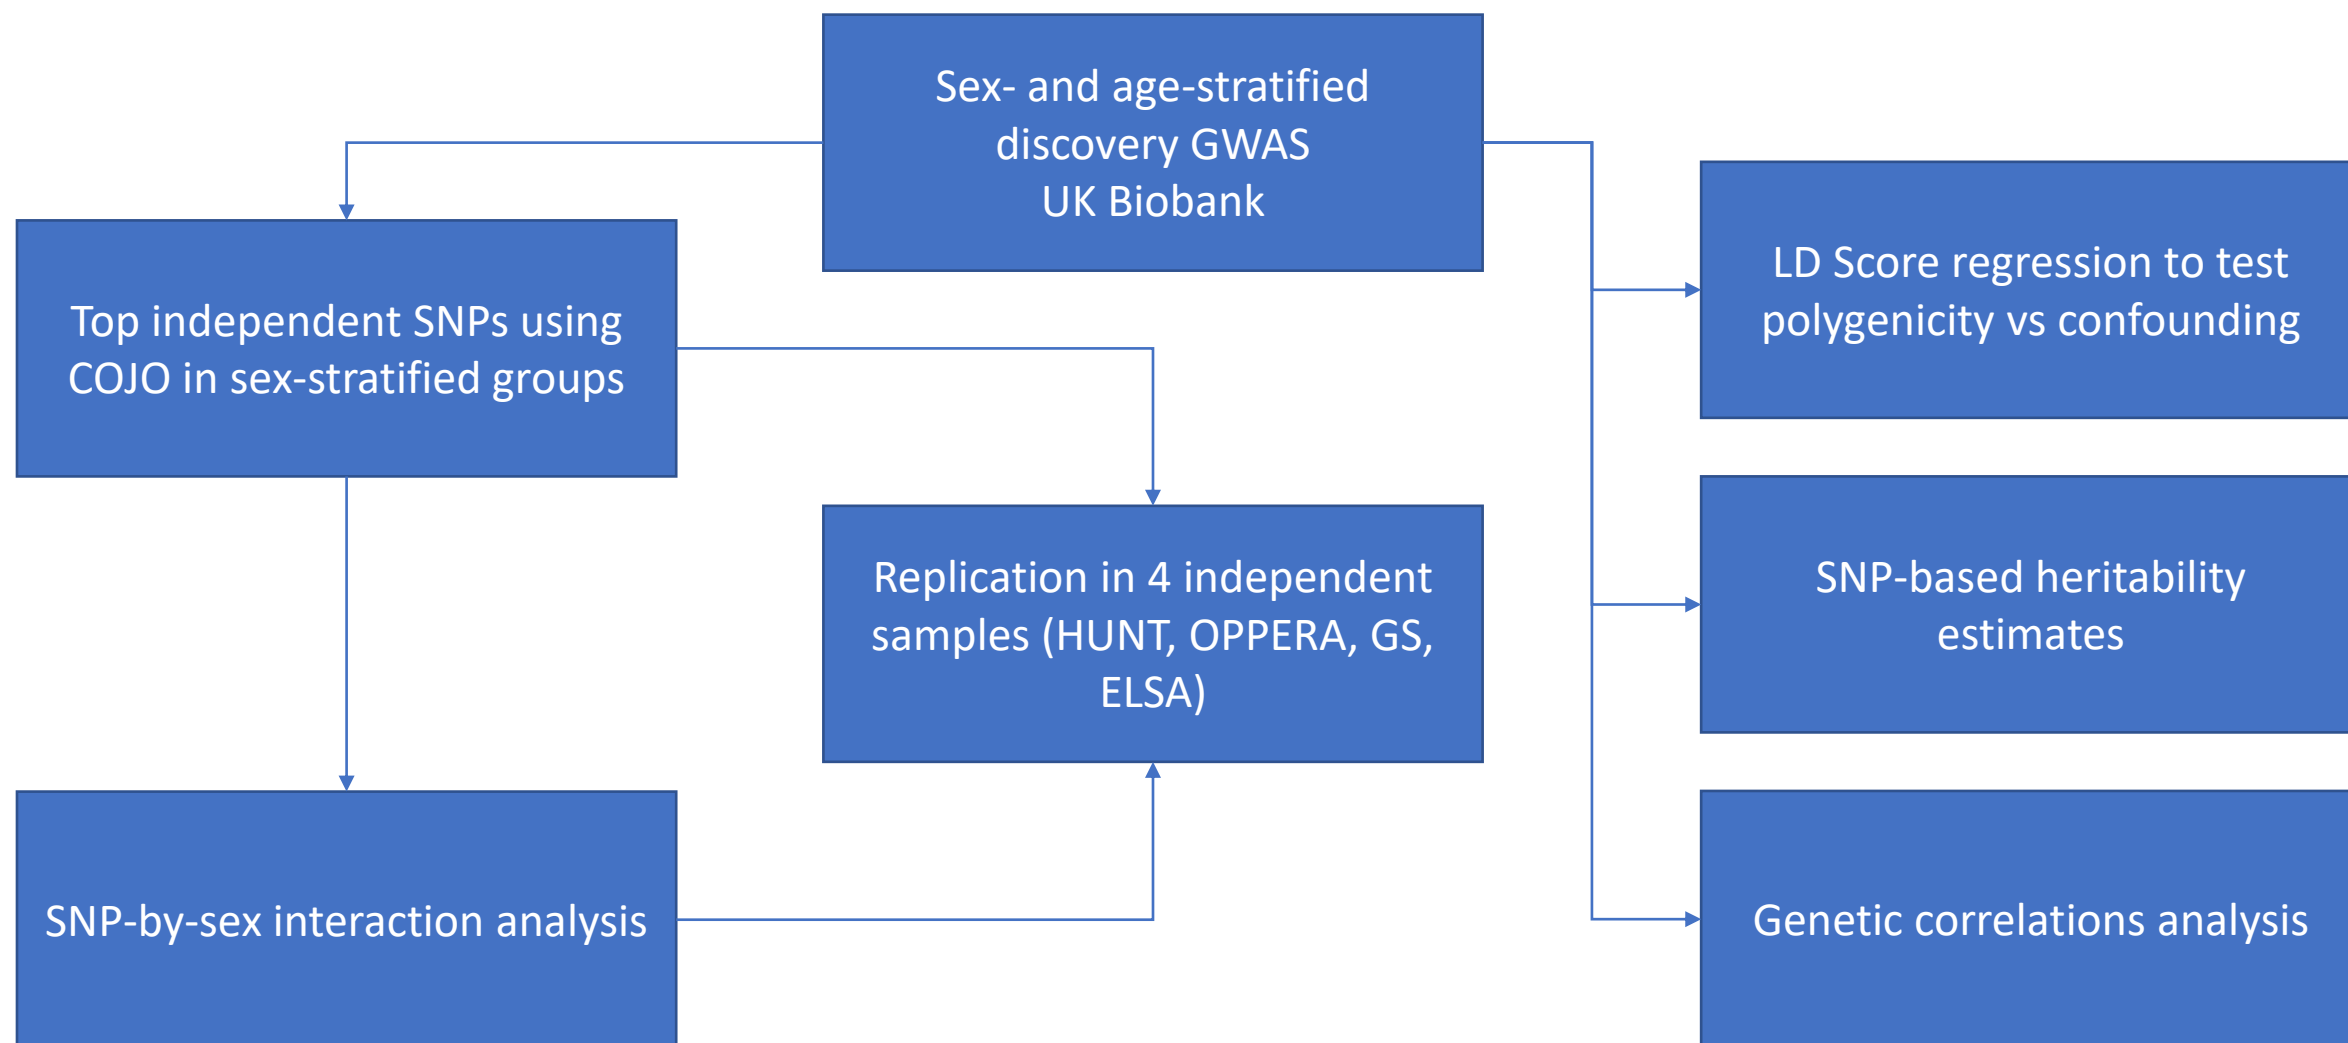 Sex- and age-stratified
discovery GWAS
UK Biobank
Top independent SNPs using
COJO in sex-stratified groups
LD Score regression to test
polygenicity vs confounding
Replication in 4 independent
samples (HUNT, OPPERA, GS,
ELSA)
SNP-based heritability
estimates
SNP-by-sex interaction analysis
Genetic correlations analysis